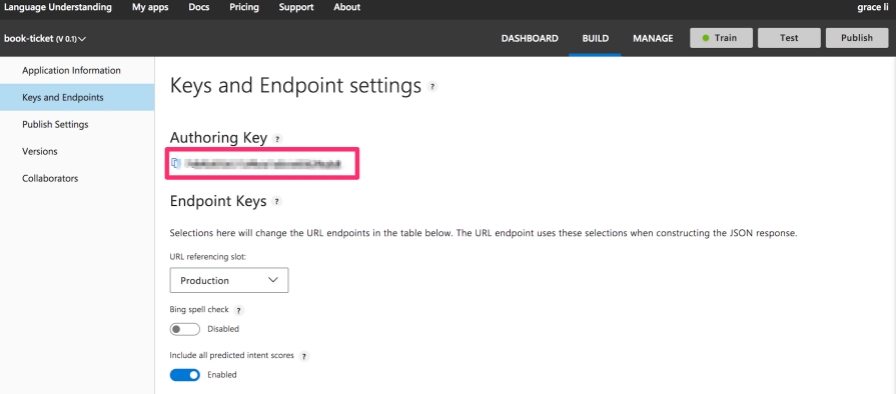 Language Understanding My apps Docs Pricing Support About grace li
book-ticket (V 0.1) DASHBOARD BUILD MANAGE Train Test Publish
Application Information
Keys and Endpoints
Publish Settings
Versions
Collaborators
Keys and Endpoint settings ?
Authoring Key ?
Endpoint Keys ?
Selections here will change the URL endpoints in the table below. The URL endpoint uses these selections when constructing the JSON response.
URL referencing slot:
Production
Bing spell check ?
Disabled
Include all predicted intent scores ?
Enabled